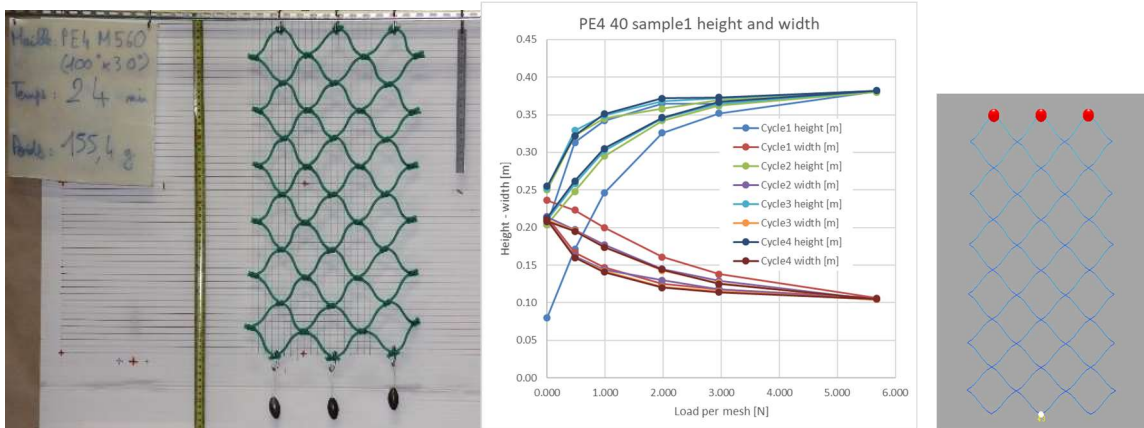 Maille: PE4 M560
(100° x 30°)
Temps: 24 min
Poids: 155,4 g
PE4 40 sample1 height and width
Height - width [m]
0.45
0.40
0.35
0.30
0.25
0.20
0.15
0.10
0.05
0.00
0.000
1.000
2.000
3.000
4.000
5.000
6.000
Load per mesh [N]
Cycle1 height [m]
Cycle1 width [m]
Cycle2 height [m]
Cycle2 width [m]
Cycle3 height [m]
Cycle3 width [m]
Cycle4 height [m]
Cycle4 width [m]